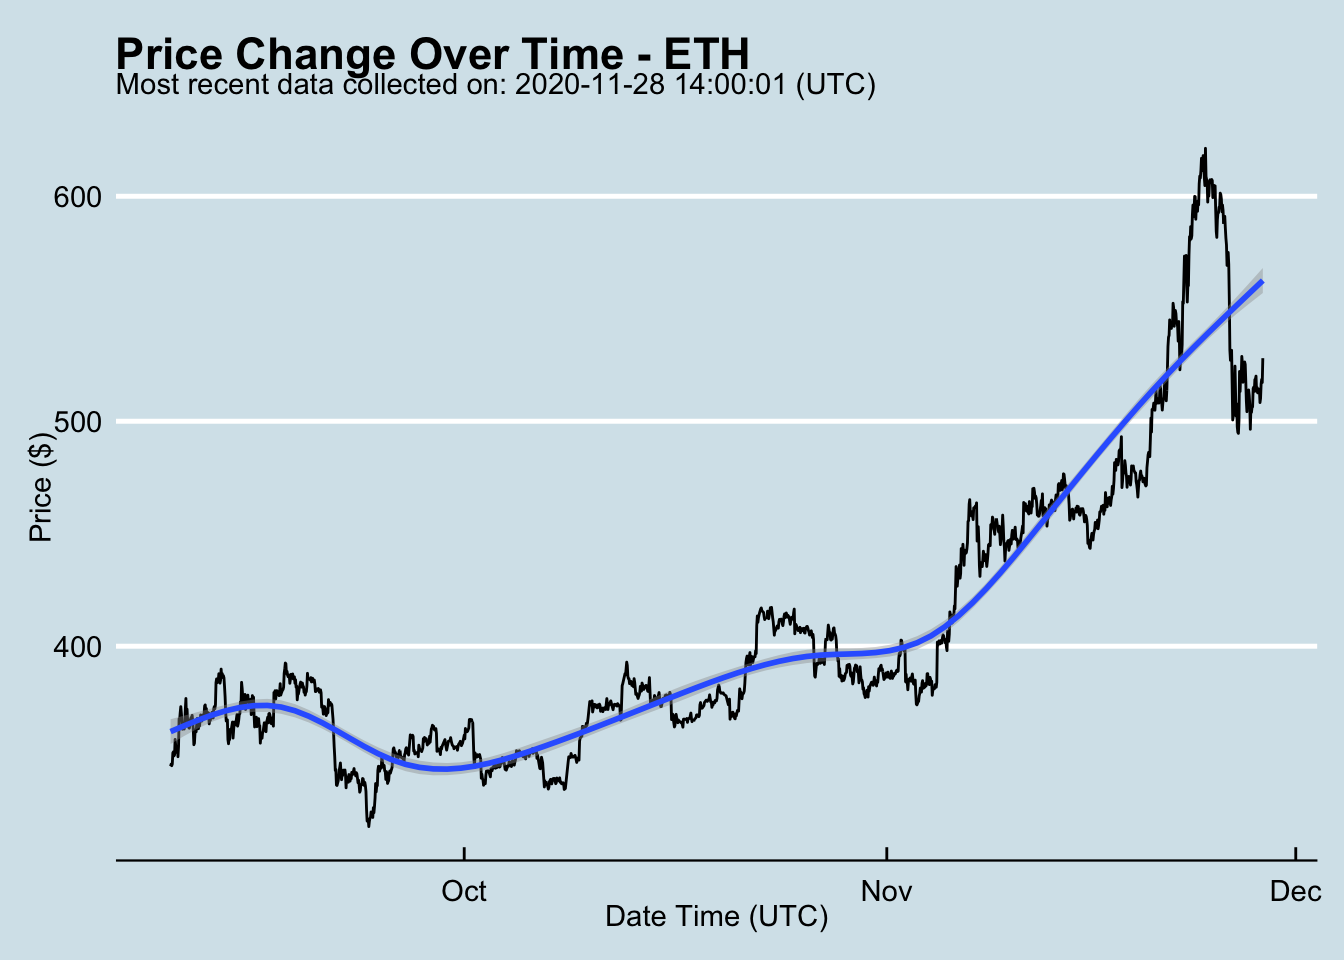 Price Change Over Time - ETH
Most recent data collected on: 2020-11-28 14:00:01 (UTC)
600
500
400
Price ($)
Oct
Nov
Dec
Date Time (UTC)